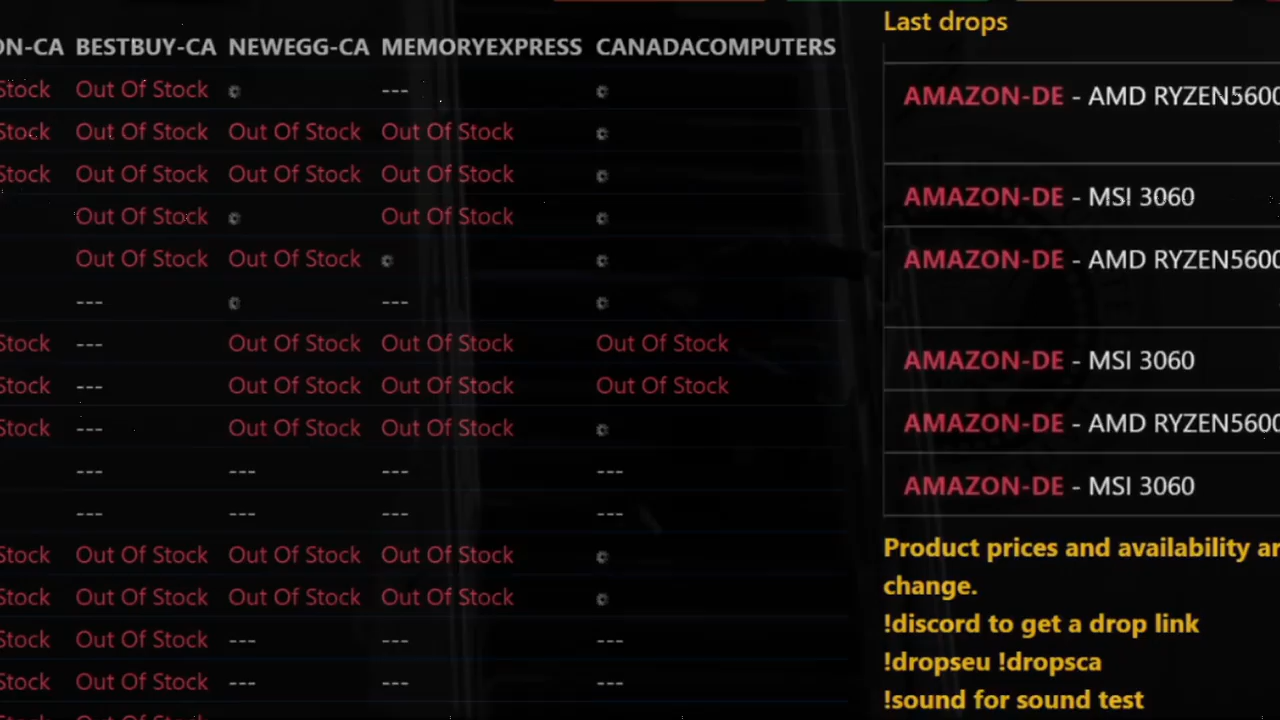 ON-CA BESTBUY-CA NEWEGG-CA MEMORYEXPRESS CANADACOMPUTERS
Stock Out Of Stock ---
Stock Out Of Stock Out Of Stock Out Of Stock
Stock Out Of Stock Out Of Stock Out Of Stock
Out Of Stock Out Of Stock
Out Of Stock Out Of Stock
--- ---
Stock --- Out Of Stock Out Of Stock Out Of Stock
Stock --- Out Of Stock Out Of Stock Out Of Stock
Stock --- Out Of Stock Out Of Stock
--- --- --- ---
--- --- --- ---
Stock Out Of Stock Out Of Stock Out Of Stock
Stock Out Of Stock Out Of Stock Out Of Stock
Stock Out Of Stock --- --- ---
Stock Out Of Stock --- --- ---
Last drops
AMAZON-DE - AMD RYZEN5600
AMAZON-DE - MSI 3060
AMAZON-DE - AMD RYZEN5600
AMAZON-DE - MSI 3060
AMAZON-DE - AMD RYZEN5600
AMAZON-DE - MSI 3060
Product prices and availability ar
change.
!discord to get a drop link
!dropseu !dropsca
!sound for sound test